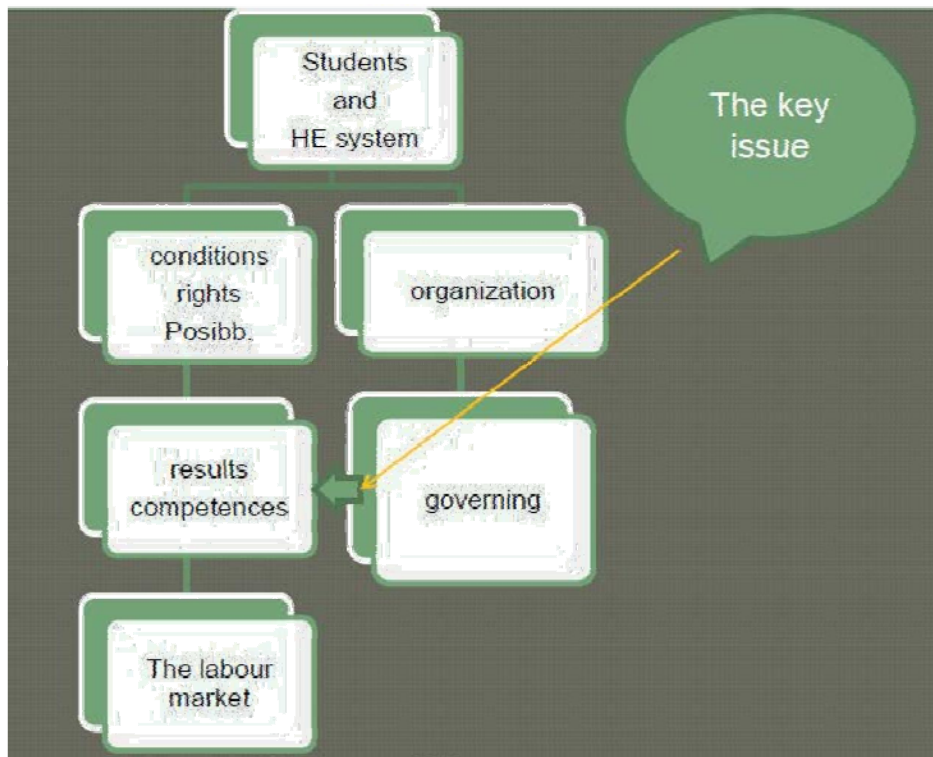 Students
and
HE system
The key
issue
conditions
rights
Posibb.
organization
results
competences
governing
The labour
market